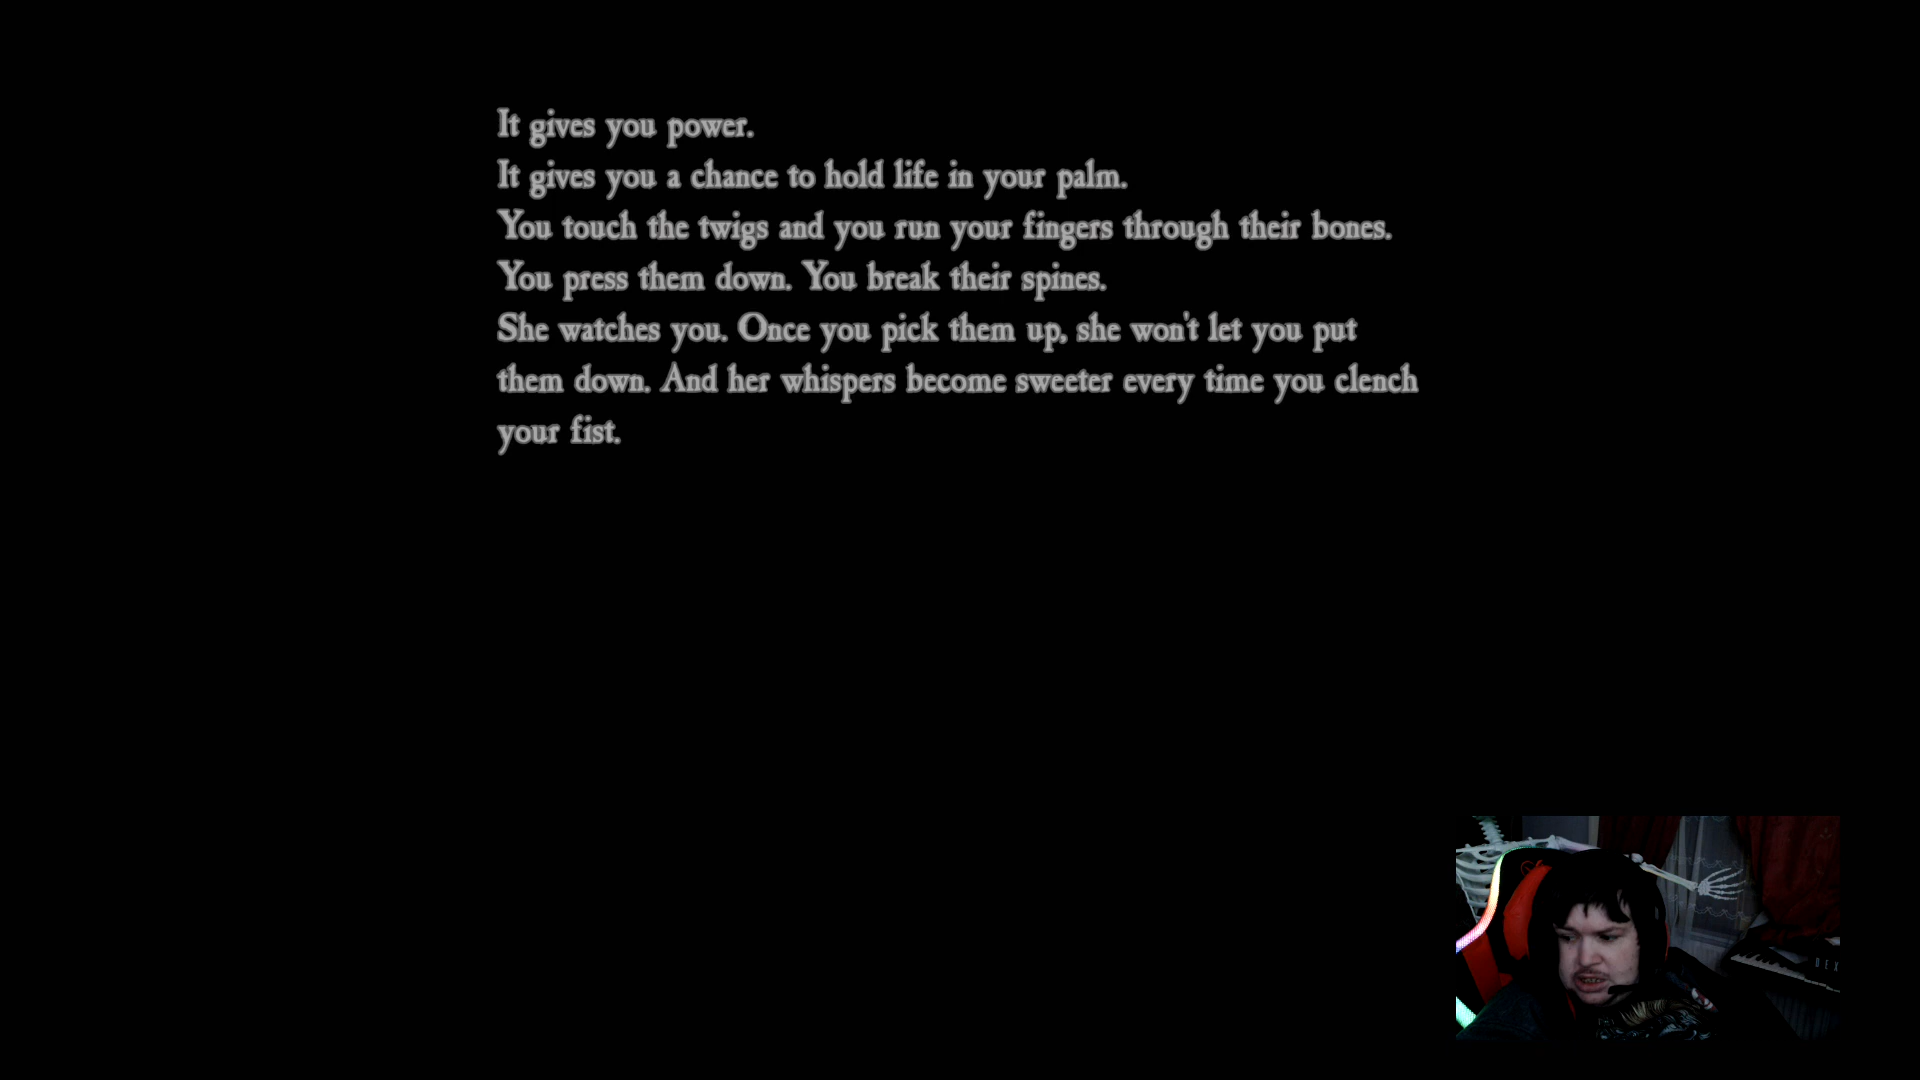 It gives you power.
It gives you a chance to hold life in your palm.
You touch the twigs and you run your fingers through their bones.
You press them down. You break their spines.
She watches you. Once you pick them up, she won't let you put
them down. And her whispers become sweeter every time you clench
your fist.
DEX